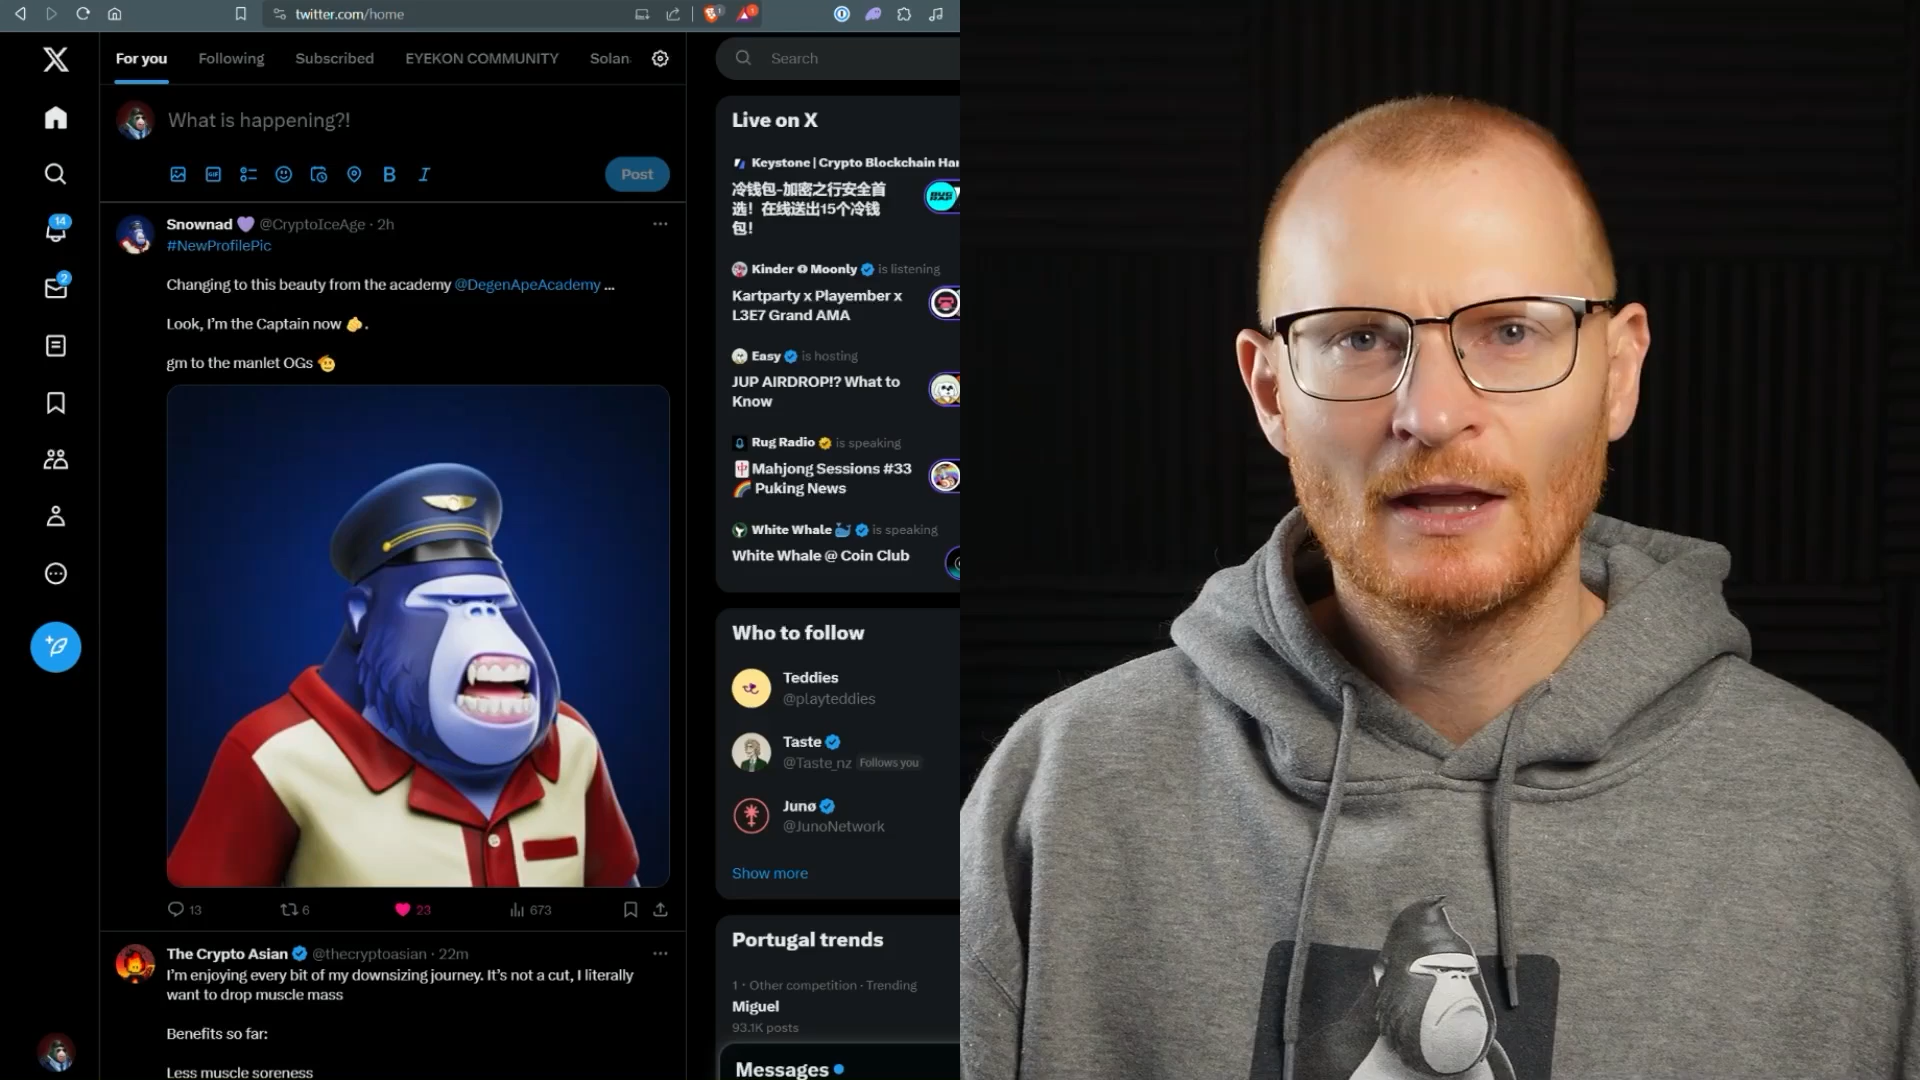 twitter.com/home
1
1
For you
Following
Subscribed
EYEKON COMMUNITY
Solan
Search
What is happening?!
GIF
B
I
Post
14
2
Snownad 💜 @CryptoIceAge · 2h
#NewProfilePic
Changing to this beauty from the academy @DegenApeAcademy ...
Look, I'm the Captain now 🫵.
gm to the manlet OGs 🫡
13
6
23
673
The Crypto Asian @thecryptoasian · 22m
I'm enjoying every bit of my downsizing journey. It's not a cut, I literally
want to drop muscle mass
Benefits so far:
Less muscle soreness
Live on X
Keystone | Crypto Blockchain Har
冷钱包-加密之行安全首
选！在线送出15个冷钱
包！
Kinder Moonly is listening
Kartparty x Playember x
L3E7 Grand AMA
Easy is hosting
JUP AIRDROP!? What to
Know
Rug Radio is speaking
🀄Mahjong Sessions #33
🌈 Puking News
White Whale 🐳 is speaking
White Whale @ Coin Club
Who to follow
Teddies
@playteddies
Taste
@Taste_nz Follows you
Junø
@JunoNetwork
Show more
Portugal trends
1 · Other competition · Trending
Miguel
93.1K posts
Messages